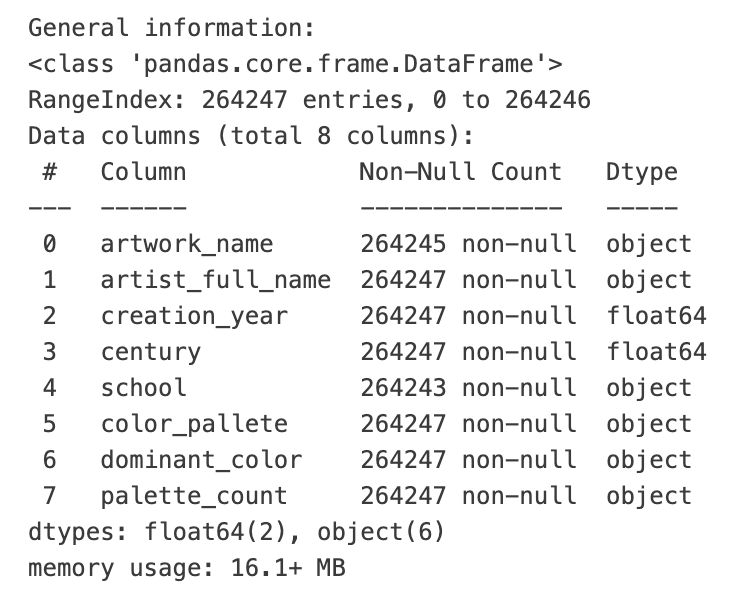 General information:
<class 'pandas.core.frame.DataFrame'>
RangeIndex: 264247 entries, 0 to 264246
Data columns (total 8 columns):
 #   Column            Non-Null Count   Dtype
---  ------            --------------   -----
 0   artwork_name      264245 non-null  object
 1   artist_full_name  264247 non-null  object
 2   creation_year     264247 non-null  float64
 3   century           264247 non-null  float64
 4   school            264243 non-null  object
 5   color_pallete     264247 non-null  object
 6   dominant_color    264247 non-null  object
 7   palette_count     264247 non-null  object
dtypes: float64(2), object(6)
memory usage: 16.1+ MB